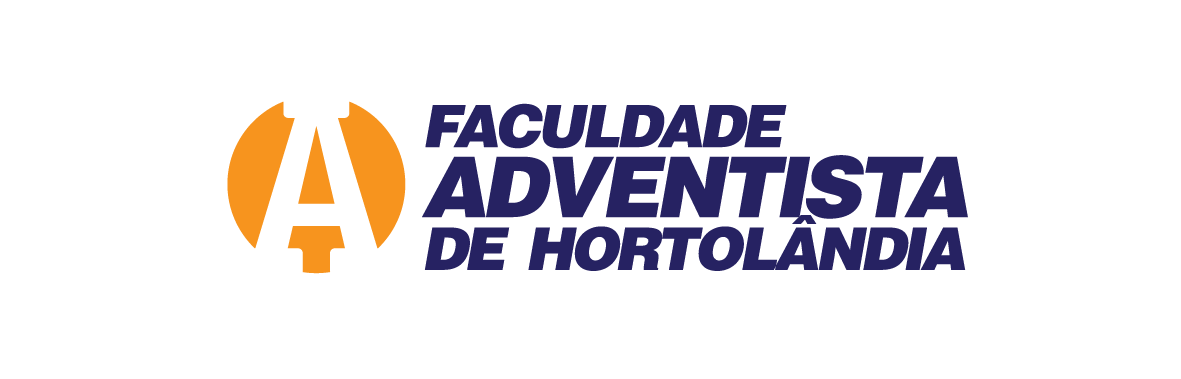 A
FACULDADE
ADVENTISTA
DE HORTOLÂNDIA